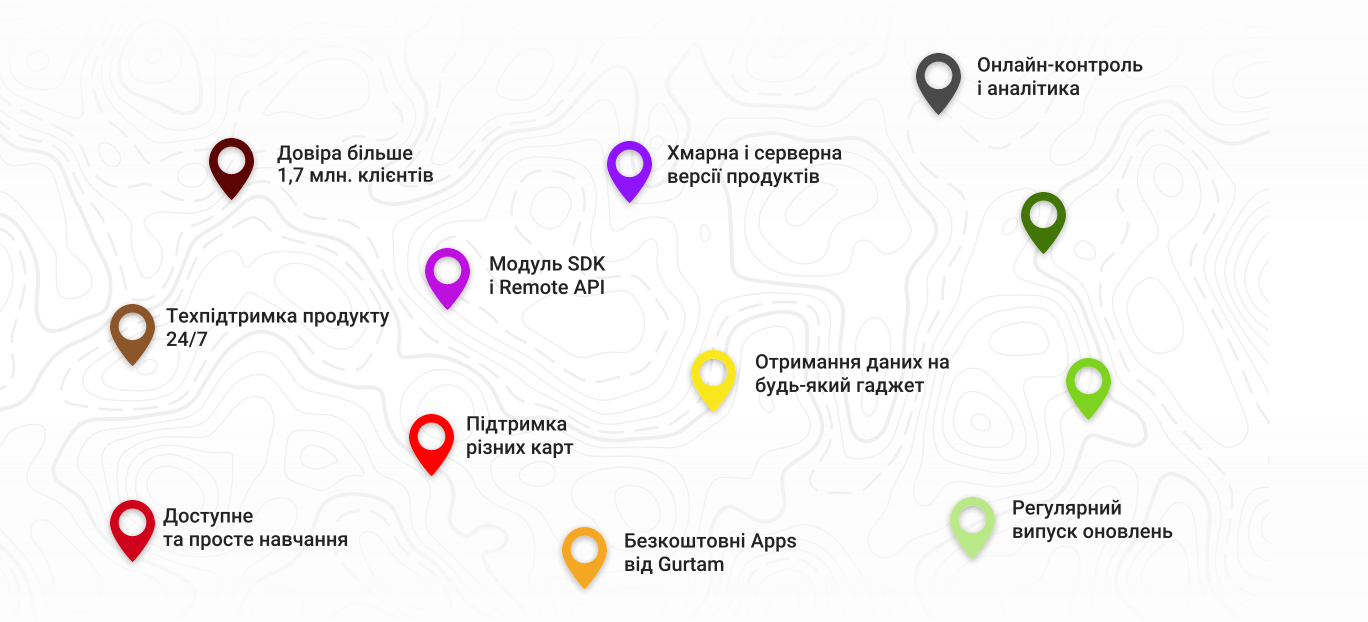 Онлайн-контроль
і аналітика
Довіра більше
1,7 млн. клієнтів
Хмарна і серверна
версії продуктів
Модуль SDK
і Remote API
Техпідтримка продукту
24/7
Отримання даних на
будь-який гаджет
Підтримка
різних карт
Доступне
та просте навчання
Регулярний
випуск оновлень
Безкоштовні Apps
від Gurtam